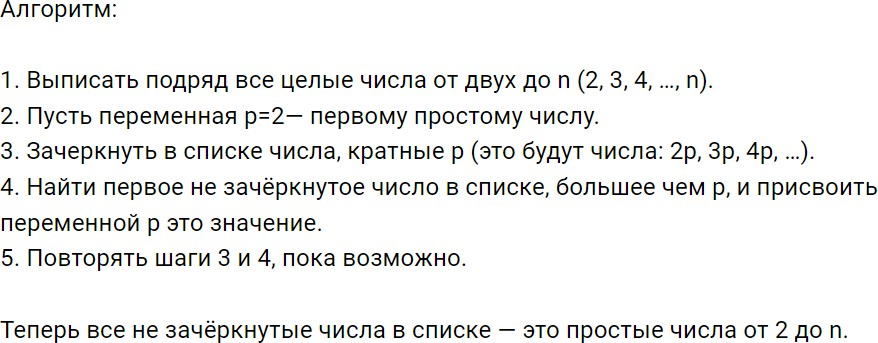 Алгоритм:
1. Выписать подряд все целые числа от двух до n (2, 3, 4, …, n).
2. Пусть переменная p=2— первому простому числу.
3. Зачеркнуть в списке числа, кратные p (это будут числа: 2p, 3p, 4p, …).
4. Найти первое не зачёркнутое число в списке, большее чем p, и присвоить
переменной p это значение.
5. Повторять шаги 3 и 4, пока возможно.
Теперь все не зачёркнутые числа в списке — это простые числа от 2 до n.